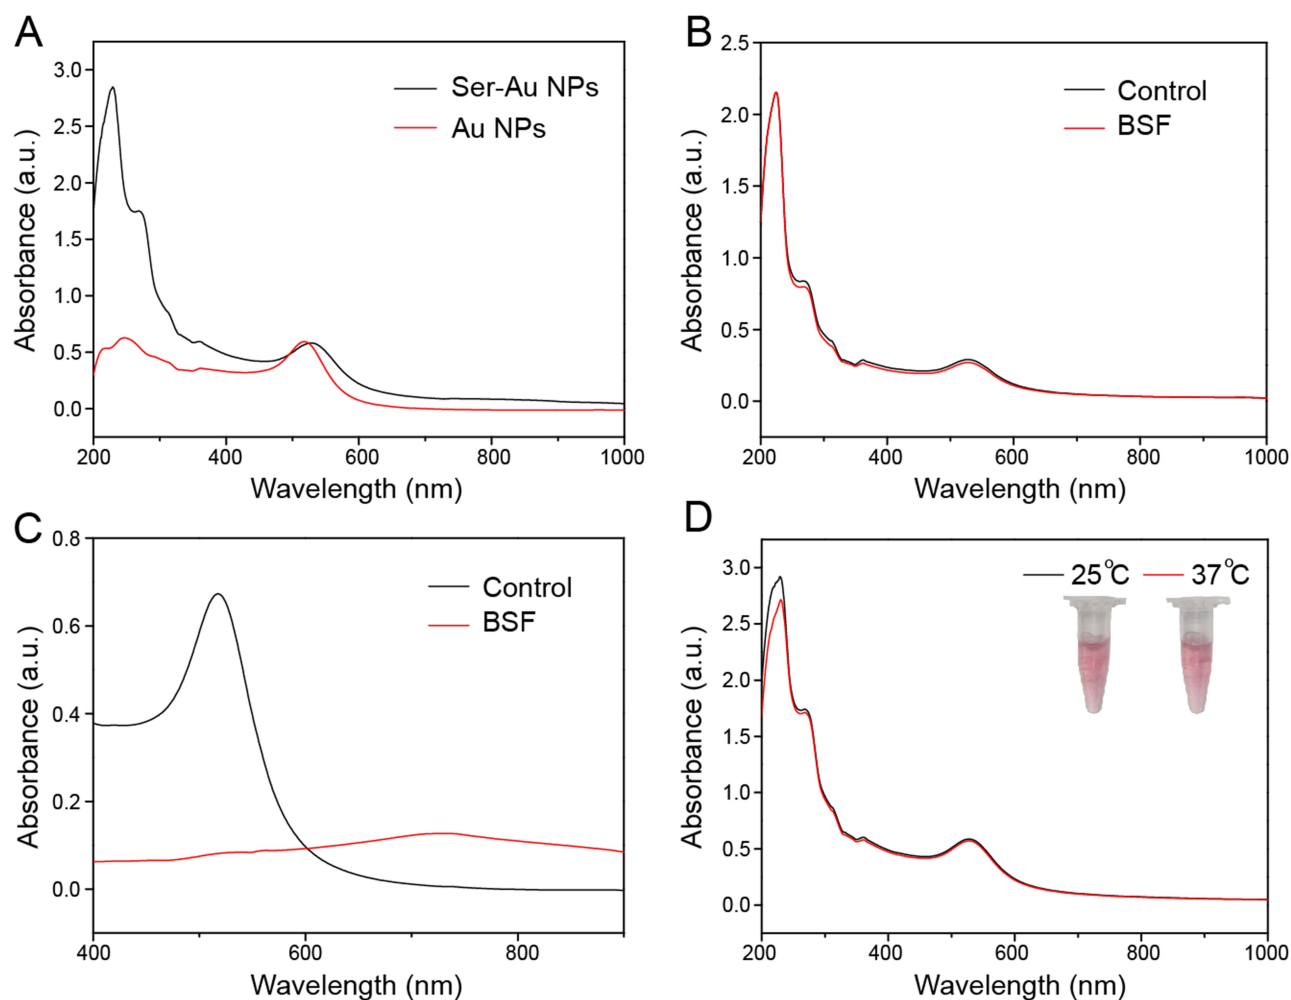 A
Ser-Au NPs
Au NPs
3.0
2.5
2.0
1.5
1.0
0.5
0.0
Absorbance (a.u.)
200
400
600
800
1000
Wavelength (nm)
B
Control
BSF
2.5
2.0
1.5
1.0
0.5
0.0
Absorbance (a.u.)
200
400
600
800
1000
Wavelength (nm)
C
Control
BSF
0.8
0.6
0.4
0.2
0.0
Absorbance (a.u.)
400
600
800
Wavelength (nm)
D
25°C
37°C
3.0
2.5
2.0
1.5
1.0
0.5
0.0
Absorbance (a.u.)
200
400
600
800
1000
Wavelength (nm)